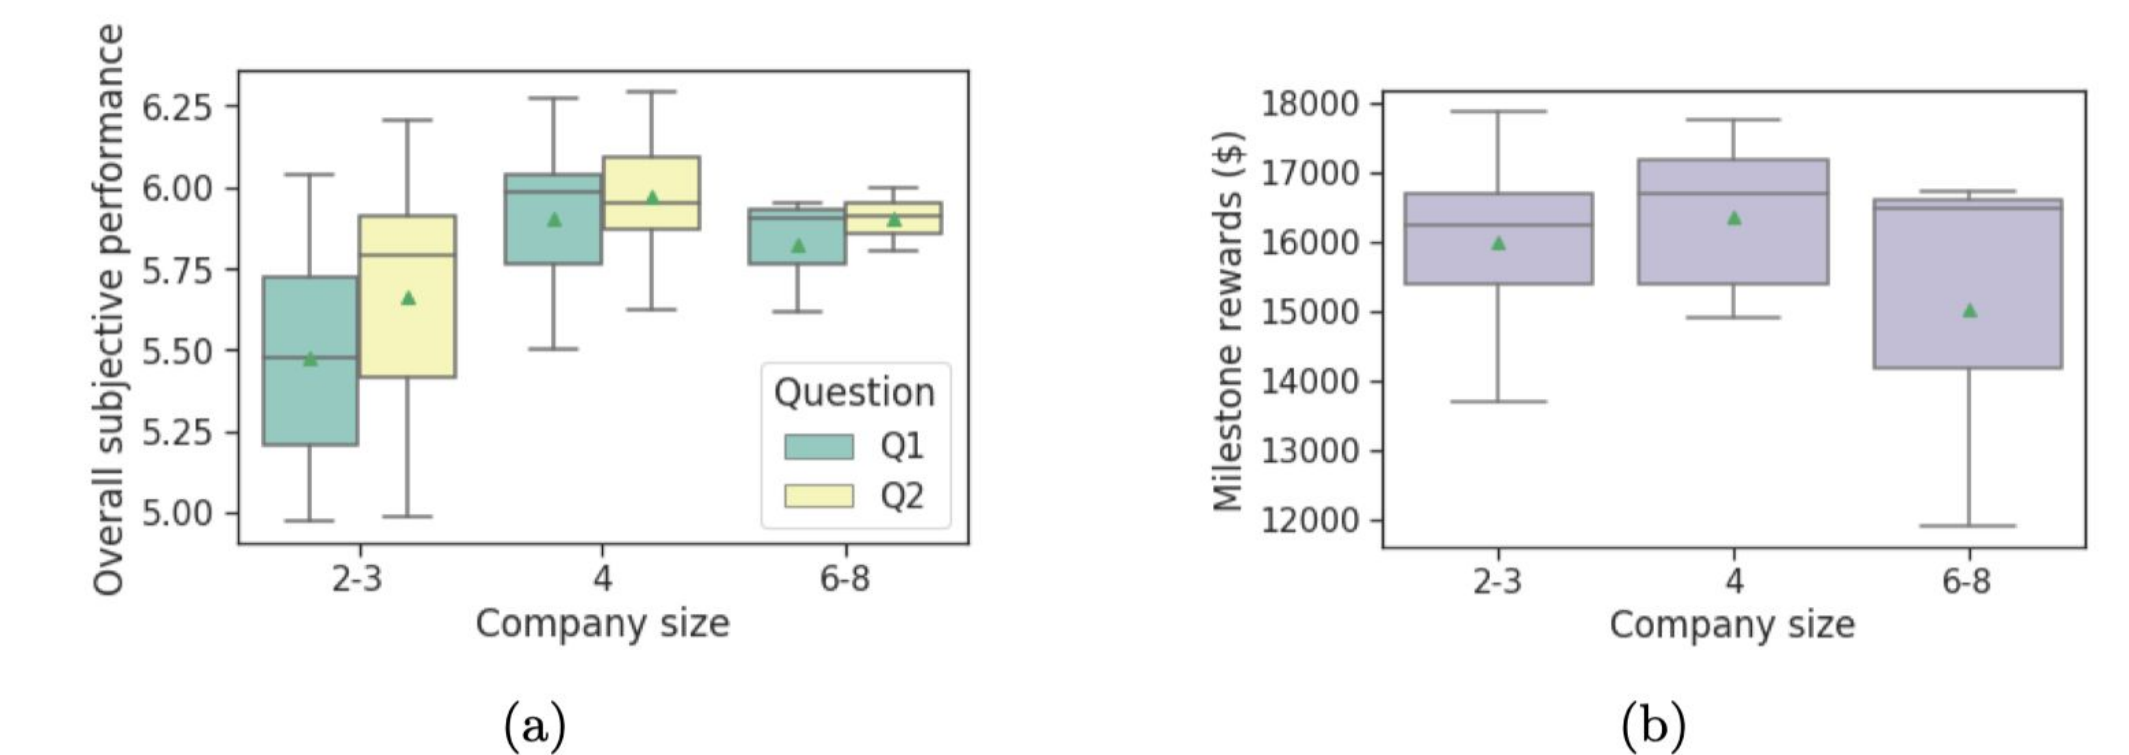 Overall subjective performance
6.25
6.00
5.75
5.50
5.25
5.00
Question
Q1
Q2
2-3
4
6-8
Company size
(a)
Milestone rewards ($)
18000
17000
16000
15000
14000
13000
12000
2-3
4
6-8
Company size
(b)